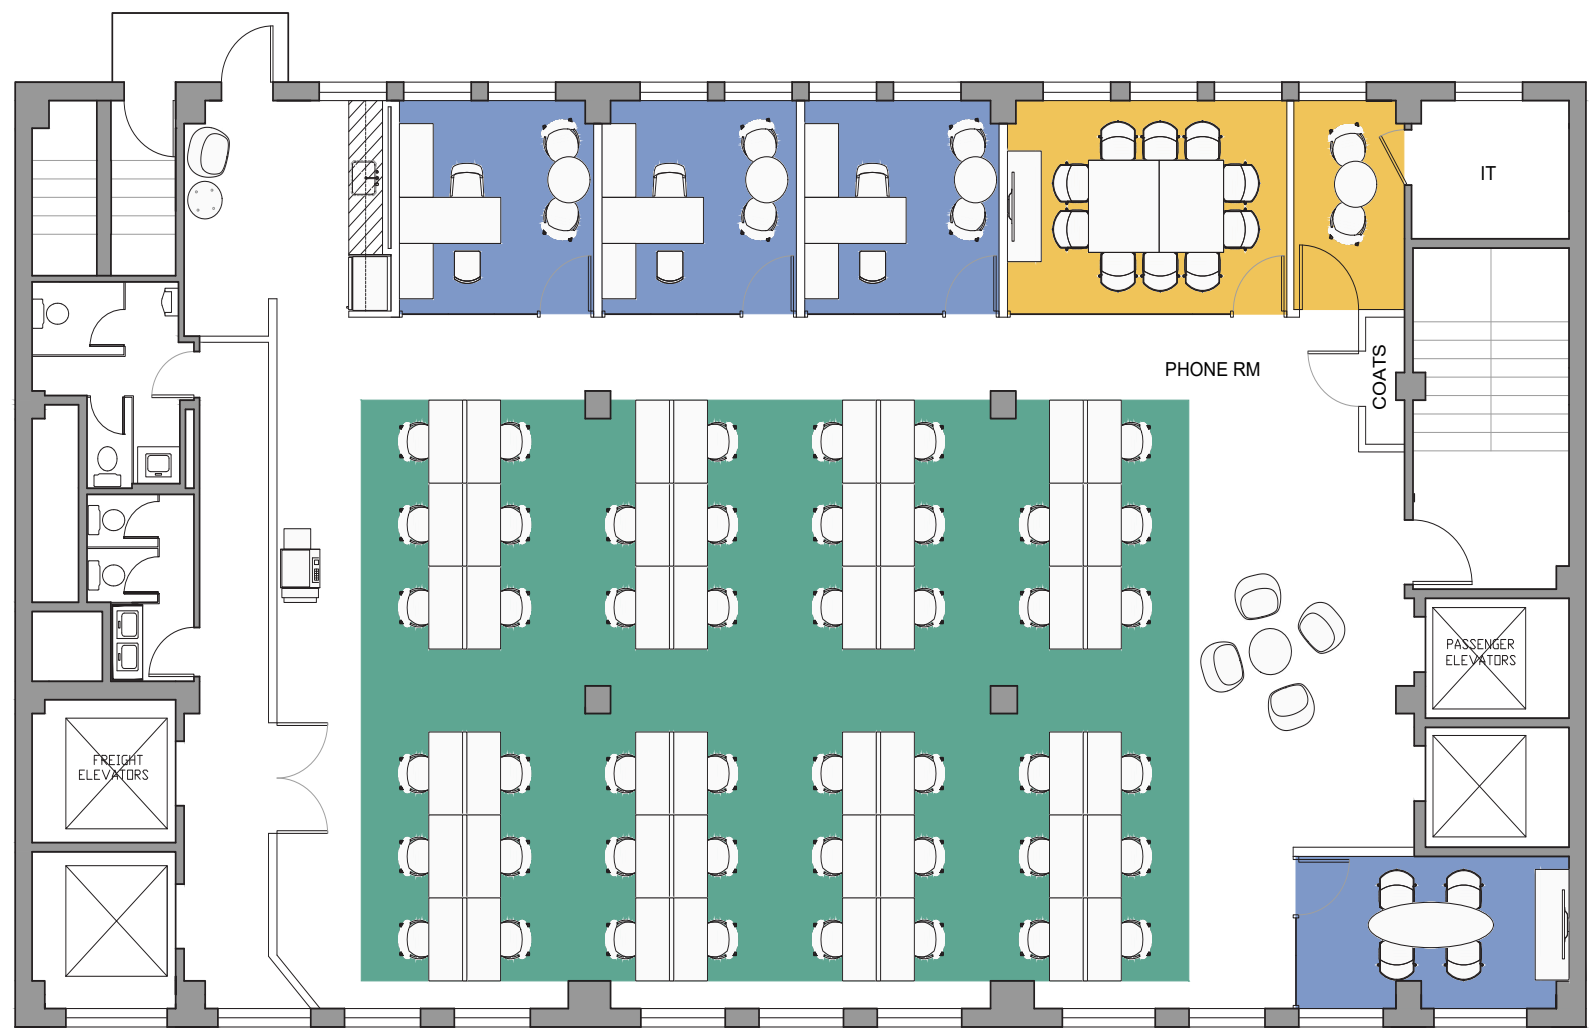 IT
PHONE RM
COATS
PASSENGER
ELEVATORS
FREIGHT
ELEVATORS